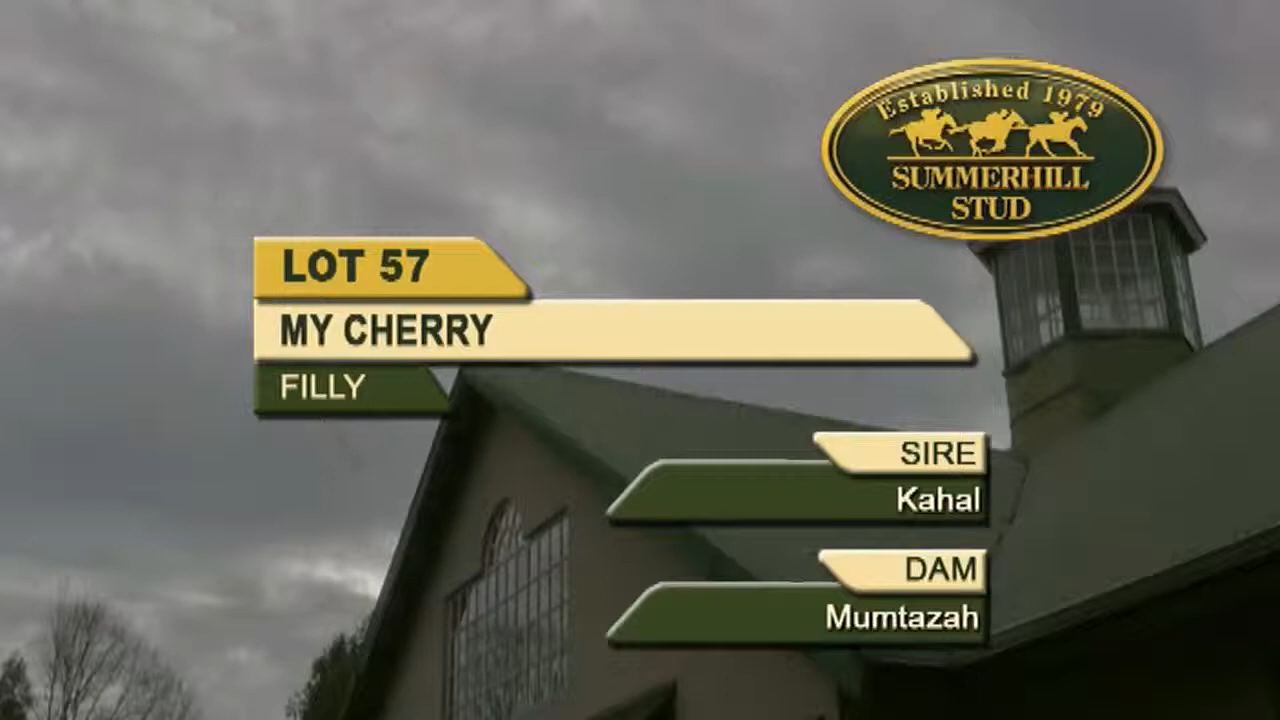 Established 1979
SUMMERHILL
STUD
LOT 57
MY CHERRY
FILLY
SIRE
Kahal
DAM
Mumtazah